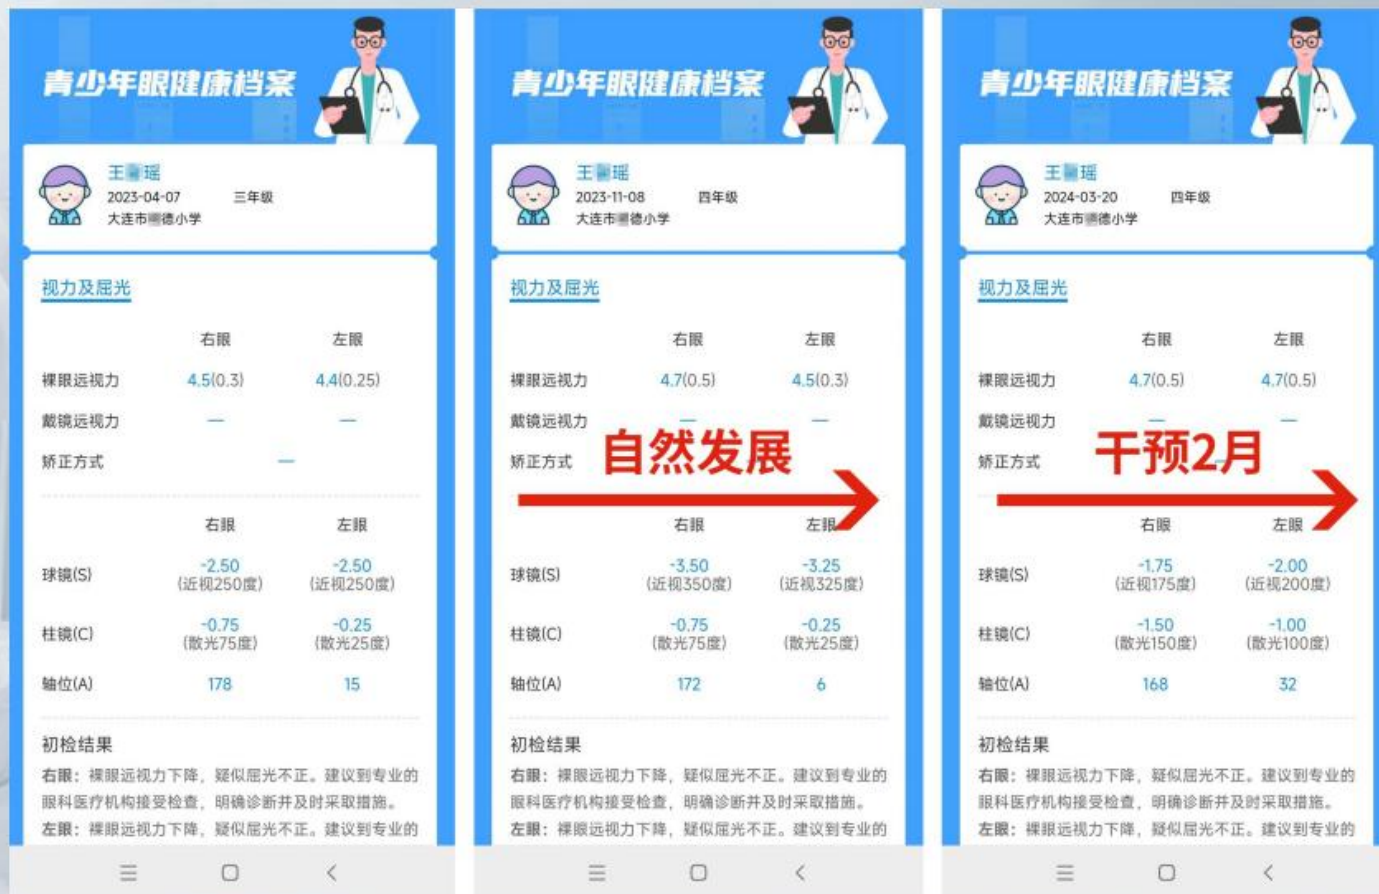 青少年眼健康档案
王 瑶
2023-04-07 三年级
大连市 德小学
视力及屈光
右眼 左眼
裸眼远视力 4.5(0.3) 4.4(0.25)
戴镜远视力 — —
矫正方式 —
右眼 左眼
球镜(S) -2.50 -2.50
(近视250度) (近视250度)
柱镜(C) -0.75 -0.25
(散光75度) (散光25度)
轴位(A) 178 15
初检结果
右眼：裸眼远视力下降，疑似屈光不正。建议到专业的
眼科医疗机构接受检查，明确诊断并及时采取措施。
左眼：裸眼远视力下降，疑似屈光不正。建议到专业的
青少年眼健康档案
王 瑶
2023-11-08 四年级
大连市 德小学
视力及屈光
右眼 左眼
裸眼远视力 4.7(0.5) 4.5(0.3)
戴镜远视力 — —
自然发展
矫正方式
右眼 左眼
球镜(S) -3.50 -3.25
(近视350度) (近视325度)
柱镜(C) -0.75 -0.25
(散光75度) (散光25度)
轴位(A) 172 6
初检结果
右眼：裸眼远视力下降，疑似屈光不正。建议到专业的
眼科医疗机构接受检查，明确诊断并及时采取措施。
左眼：裸眼远视力下降，疑似屈光不正。建议到专业的
青少年眼健康档案
王 瑶
2024-03-20 四年级
大连市 德小学
视力及屈光
右眼 左眼
裸眼远视力 4.7(0.5) 4.7(0.5)
戴镜远视力 — —
干预2月
矫正方式
右眼 左眼
球镜(S) -1.75 -2.00
(近视175度) (近视200度)
柱镜(C) -1.50 -1.00
(散光150度) (散光100度)
轴位(A) 168 32
初检结果
右眼：裸眼远视力下降，疑似屈光不正。建议到专业的
眼科医疗机构接受检查，明确诊断并及时采取措施。
左眼：裸眼远视力下降，疑似屈光不正。建议到专业的